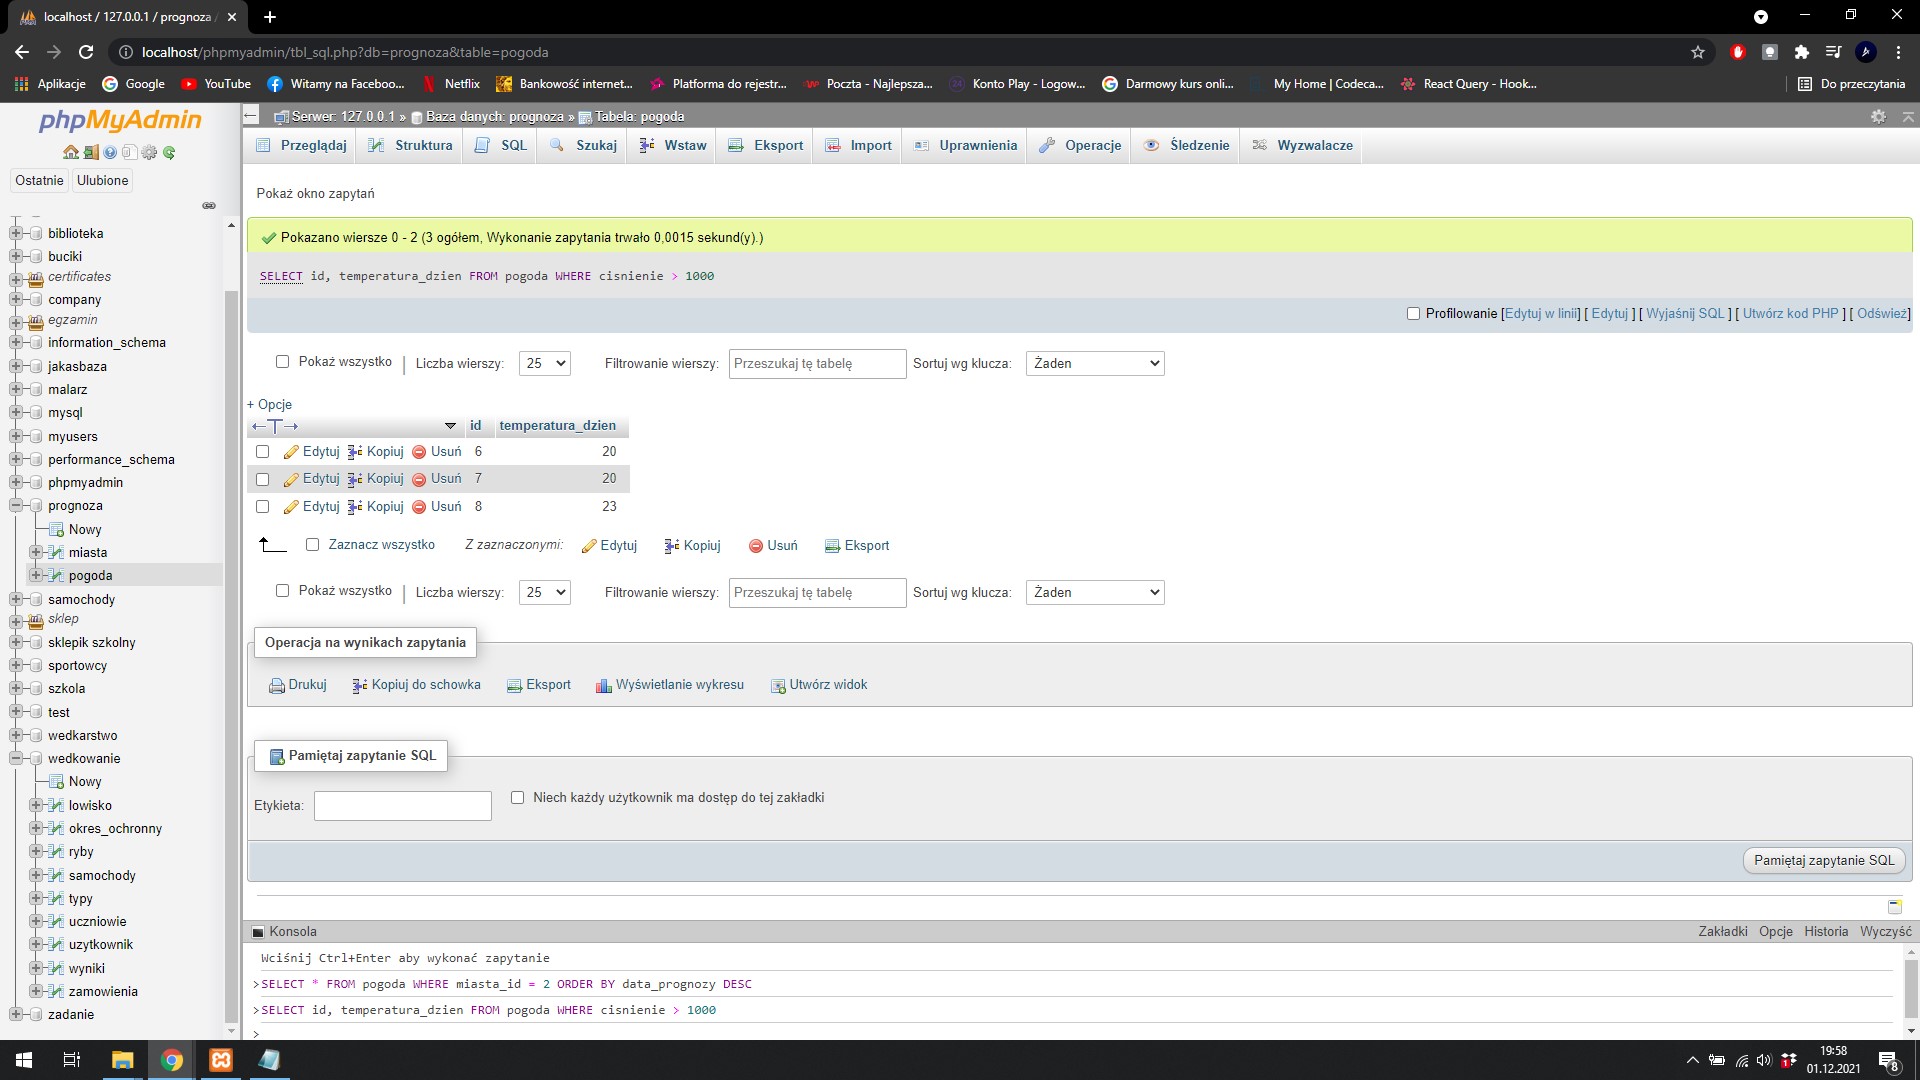 localhost / 127.0.0.1 / prognoza /
localhost/phpmyadmin/tbl_sql.php?db=prognoza&table=pogoda
Aplikacje Google YouTube Witamy na Faceboo... Netflix Bankowość internet... Platforma do rejestr... Poczta - Najlepsza... Konto Play - Logow... Darmowy kurs onli... My Home | Codeca... React Query - Hook... Do przeczytania
phpMyAdmin
Ostatnie Ulubione
biblioteka
buciki
certificates
company
egzamin
information_schema
jakasbaza
malarz
mysql
myusers
performance_schema
phpmyadmin
prognoza
Nowy
miasta
pogoda
samochody
sklep
sklepik szkolny
sportowcy
szkola
test
wedkarstwo
wedkowanie
Nowy
lowisko
okres_ochronny
ryby
samochody
typy
uczniowie
uzytkownik
wyniki
zamowienia
zadanie
Serwer: 127.0.0.1 » Baza danych: prognoza » Tabela: pogoda
Przeglądaj Struktura SQL Szukaj Wstaw Eksport Import Uprawnienia Operacje Śledzenie Wyzwalacze
Pokaż okno zapytań
Pokazano wiersze 0 - 2 (3 ogółem, Wykonanie zapytania trwało 0,0015 sekund(y).)
SELECT id, temperatura_dzien FROM pogoda WHERE cisnienie > 1000
Profilowanie [Edytuj w linii] [ Edytuj ] [ Wyjaśnij SQL ] [ Utwórz kod PHP ] [ Odśwież]
Pokaż wszystko | Liczba wierszy: 25 Filtrowanie wierszy: Przeszukaj tę tabelę Sortuj wg klucza: Żaden
+ Opcje
←T→ id temperatura_dzien
Edytuj Kopiuj Usuń 6 20
Edytuj Kopiuj Usuń 7 20
Edytuj Kopiuj Usuń 8 23
Zaznacz wszystko Z zaznaczonymi: Edytuj Kopiuj Usuń Eksport
Pokaż wszystko | Liczba wierszy: 25 Filtrowanie wierszy: Przeszukaj tę tabelę Sortuj wg klucza: Żaden
Operacja na wynikach zapytania
Drukuj Kopiuj do schowka Eksport Wyświetlanie wykresu Utwórz widok
Pamiętaj zapytanie SQL
Etykieta: Niech każdy użytkownik ma dostęp do tej zakładki
Pamiętaj zapytanie SQL
Konsola Zakładki Opcje Historia Wyczyść
Wciśnij Ctrl+Enter aby wykonać zapytanie
>SELECT * FROM pogoda WHERE miasta_id = 2 ORDER BY data_prognozy DESC
>SELECT id, temperatura_dzien FROM pogoda WHERE cisnienie > 1000
>
19:58
01.12.2021
8